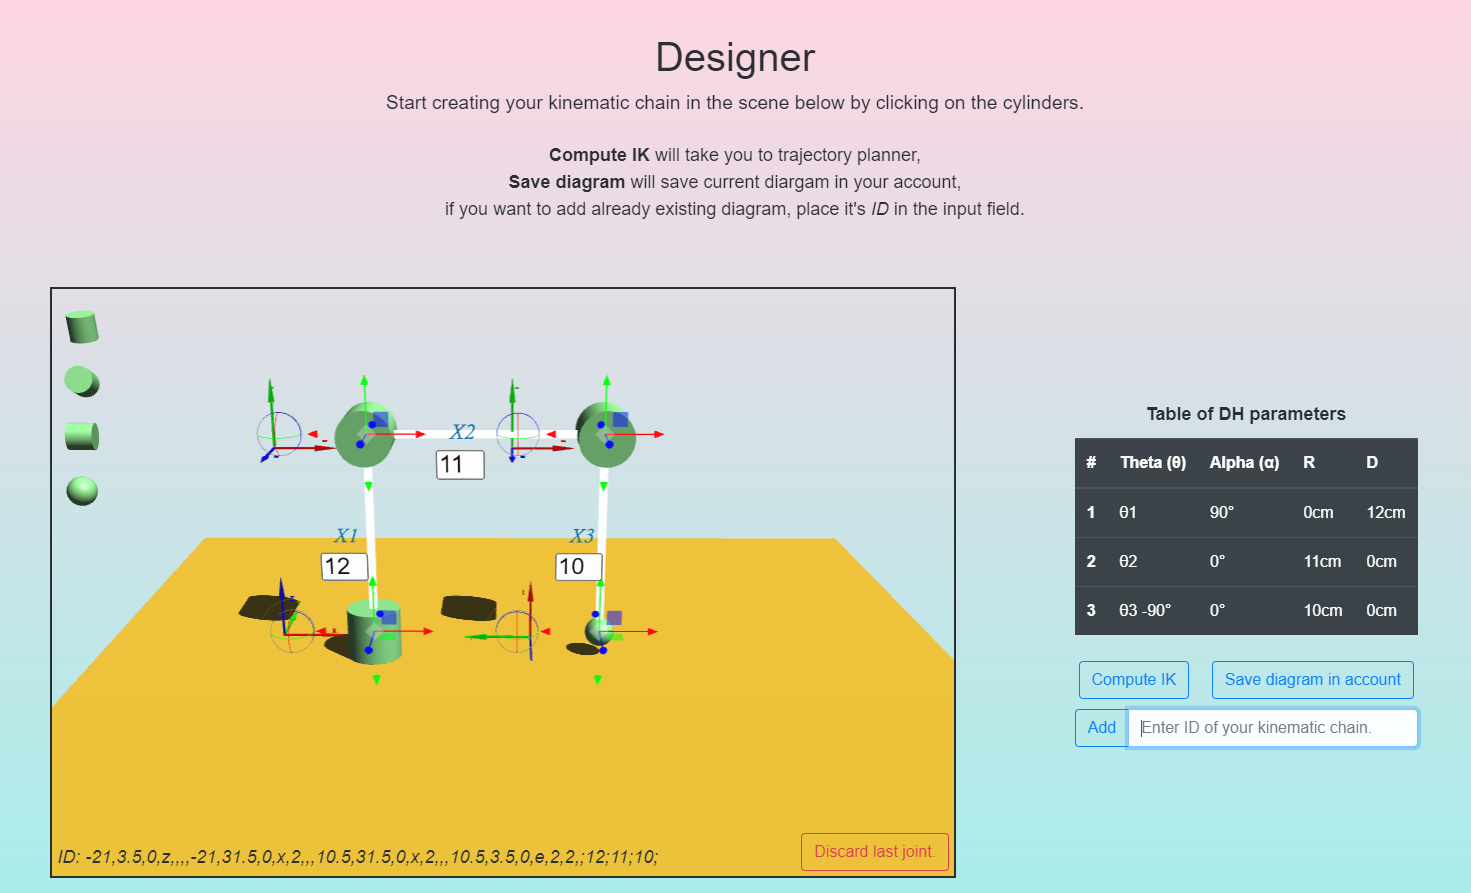 Designer
Start creating your kinematic chain in the scene below by clicking on the cylinders.
Compute IK will take you to trajectory planner,
Save diagram will save current diargam in your account,
if you want to add already existing diagram, place it's ID in the input field.
X2
11
X1
12
X3
10
x
ID: -21,3.5,0,z,,,,-21,31.5,0,x,2,,,10.5,31.5,0,x,2,,,10.5,3.5,0,e,2,2,;12;11;10;
Discard last joint.
Table of DH parameters
# Theta (θ) Alpha (α) R D
1 θ1 90° 0cm 12cm
2 θ2 0° 11cm 0cm
3 θ3 -90° 0° 10cm 0cm
Compute IK
Save diagram in account
Add
Enter ID of your kinematic chain.